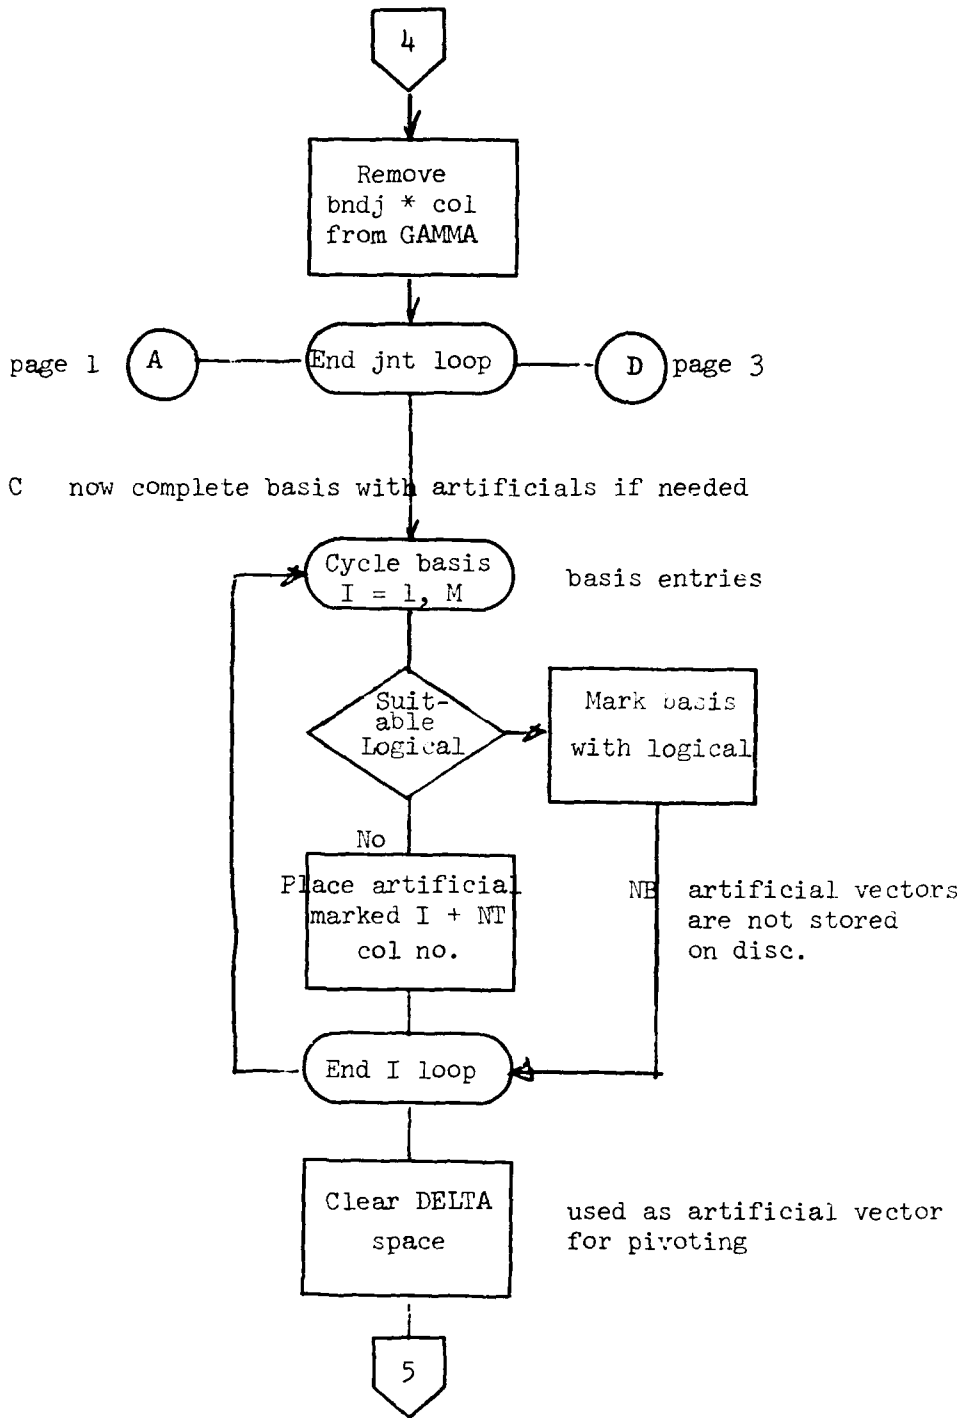 4
Remove
bndj * col
from GAMMA
page 1 A End jnt loop D page 3
C now complete basis with artificials if needed
Cycle basis
I = 1, M
basis entries
Suit-
able
Logical
Mark basis
with logical
No
Place artificial
marked I + NT
col no.
NB artificial vectors
are not stored
on disc.
End I loop
Clear DELTA
space
used as artificial vector
for pivoting
5